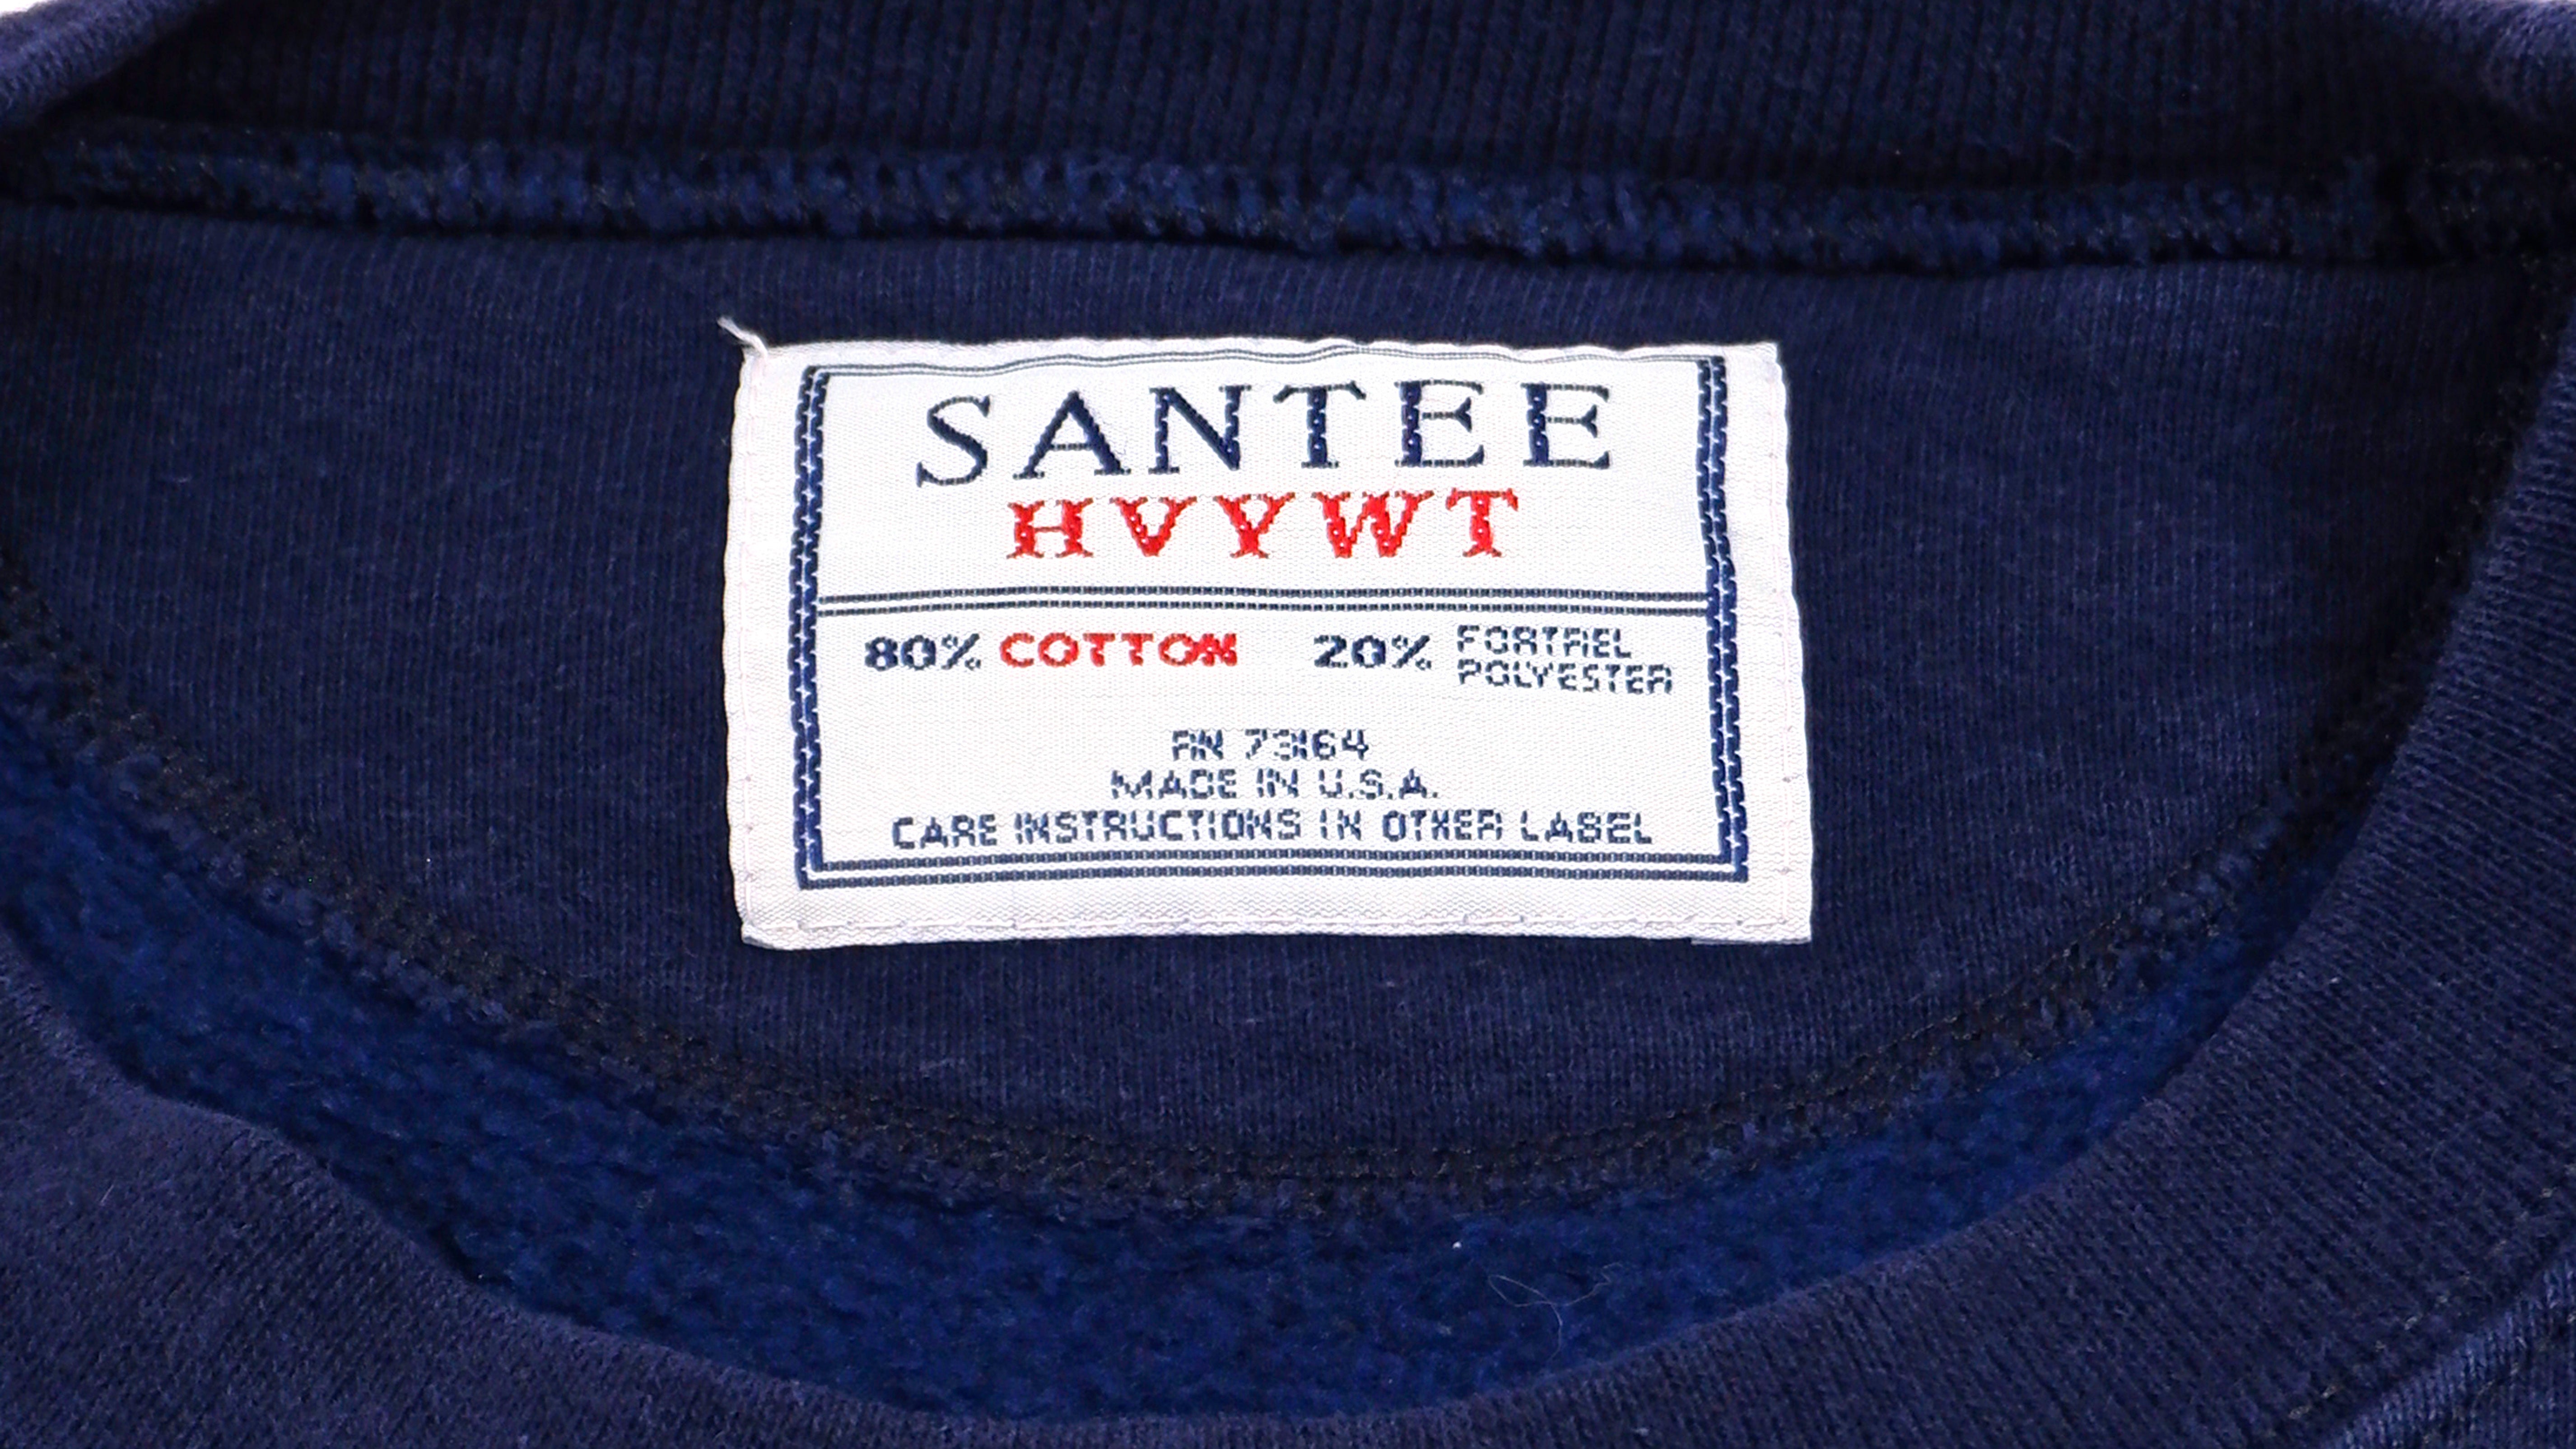 SANTEE
HVYWT
80% COTTON 20% FORTREL
POLYESTER
RN 73164
MADE IN U.S.A.
CARE INSTRUCTIONS IN OTHER LABEL